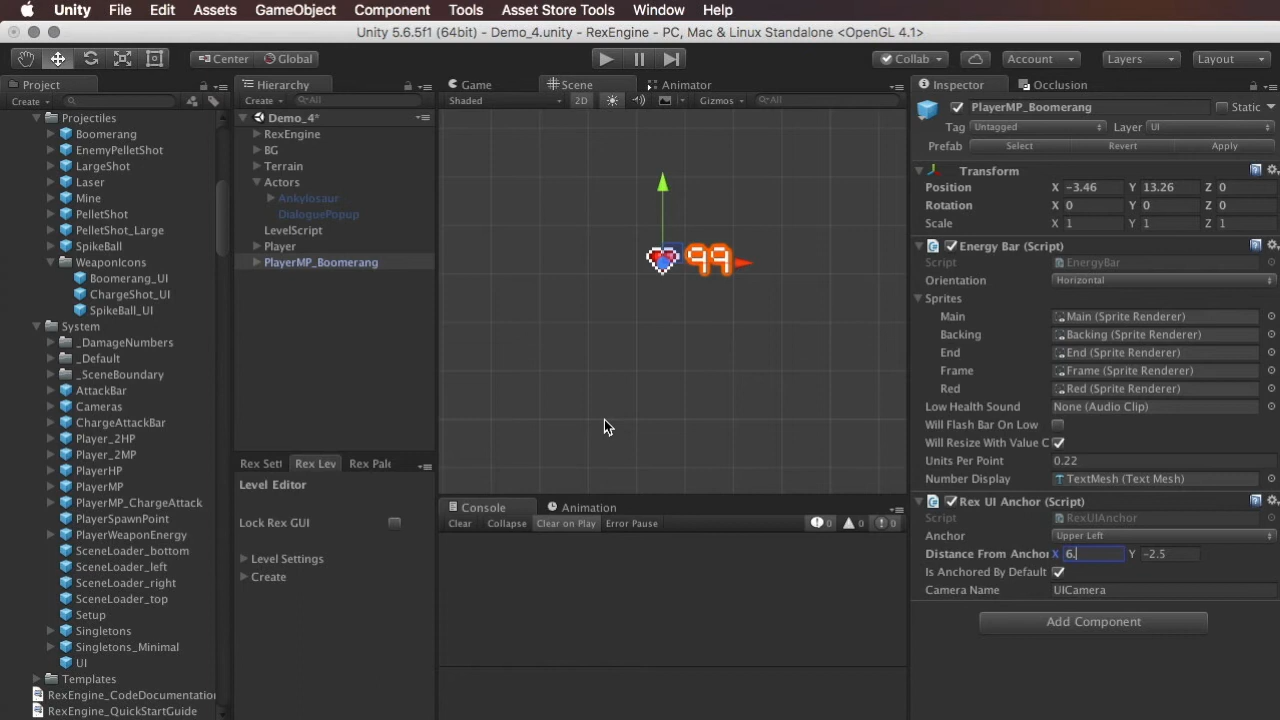 Unity File Edit Assets GameObject Component Tools Asset Store Tools Window Help
Unity 5.6.5f1 (64bit) - Demo_4.unity - RexEngine - PC, Mac & Linux Standalone <OpenGL 4.1>
Center Global Collab Account Layers Layout
Project
Create
Projectiles
Boomerang
EnemyPelletShot
LargeShot
Laser
Mine
PelletShot
PelletShot_Large
SpikeBall
WeaponIcons
Boomerang_UI
ChargeShot_UI
SpikeBall_UI
System
_DamageNumbers
_Default
_SceneBoundary
AttackBar
Cameras
ChargeAttackBar
Player_2HP
Player_2MP
PlayerHP
PlayerMP
PlayerMP_ChargeAttack
PlayerSpawnPoint
PlayerWeaponEnergy
SceneLoader_bottom
SceneLoader_left
SceneLoader_right
SceneLoader_top
Setup
Singletons
Singletons_Minimal
UI
Templates
RexEngine_CodeDocumentatio
RexEngine_QuickStartGuide
Hierarchy
Create All
Demo_4*
RexEngine
BG
Terrain
Actors
Ankylosaur
DialoguePopup
LevelScript
Player
PlayerMP_Boomerang
Rex Sett Rex Lev Rex Pale
Level Editor
Lock Rex GUI
Level Settings
Create
Game Scene Animator
Shaded 2D Gizmos All
99
Console Animation
Clear Collapse Clear on Play Error Pause 0 0 0
Inspector Occlusion
PlayerMP_Boomerang Static
Tag Untagged Layer UI
Prefab Select Revert Apply
Transform
Position X -3.46 Y 13.26 Z 0
Rotation X 0 Y 0 Z 0
Scale X 1 Y 1 Z 1
Energy Bar (Script)
Script EnergyBar
Orientation Horizontal
Sprites
Main Main (Sprite Renderer)
Backing Backing (Sprite Renderer)
End End (Sprite Renderer)
Frame Frame (Sprite Renderer)
Red Red (Sprite Renderer)
Low Health Sound None (Audio Clip)
Will Flash Bar On Low
Will Resize With Value C
Units Per Point 0.22
Number Display TextMesh (Text Mesh)
Rex UI Anchor (Script)
Script RexUIAnchor
Anchor Upper Left
Distance From Anchor X 6. Y -2.5
Is Anchored By Default
Camera Name UICamera
Add Component